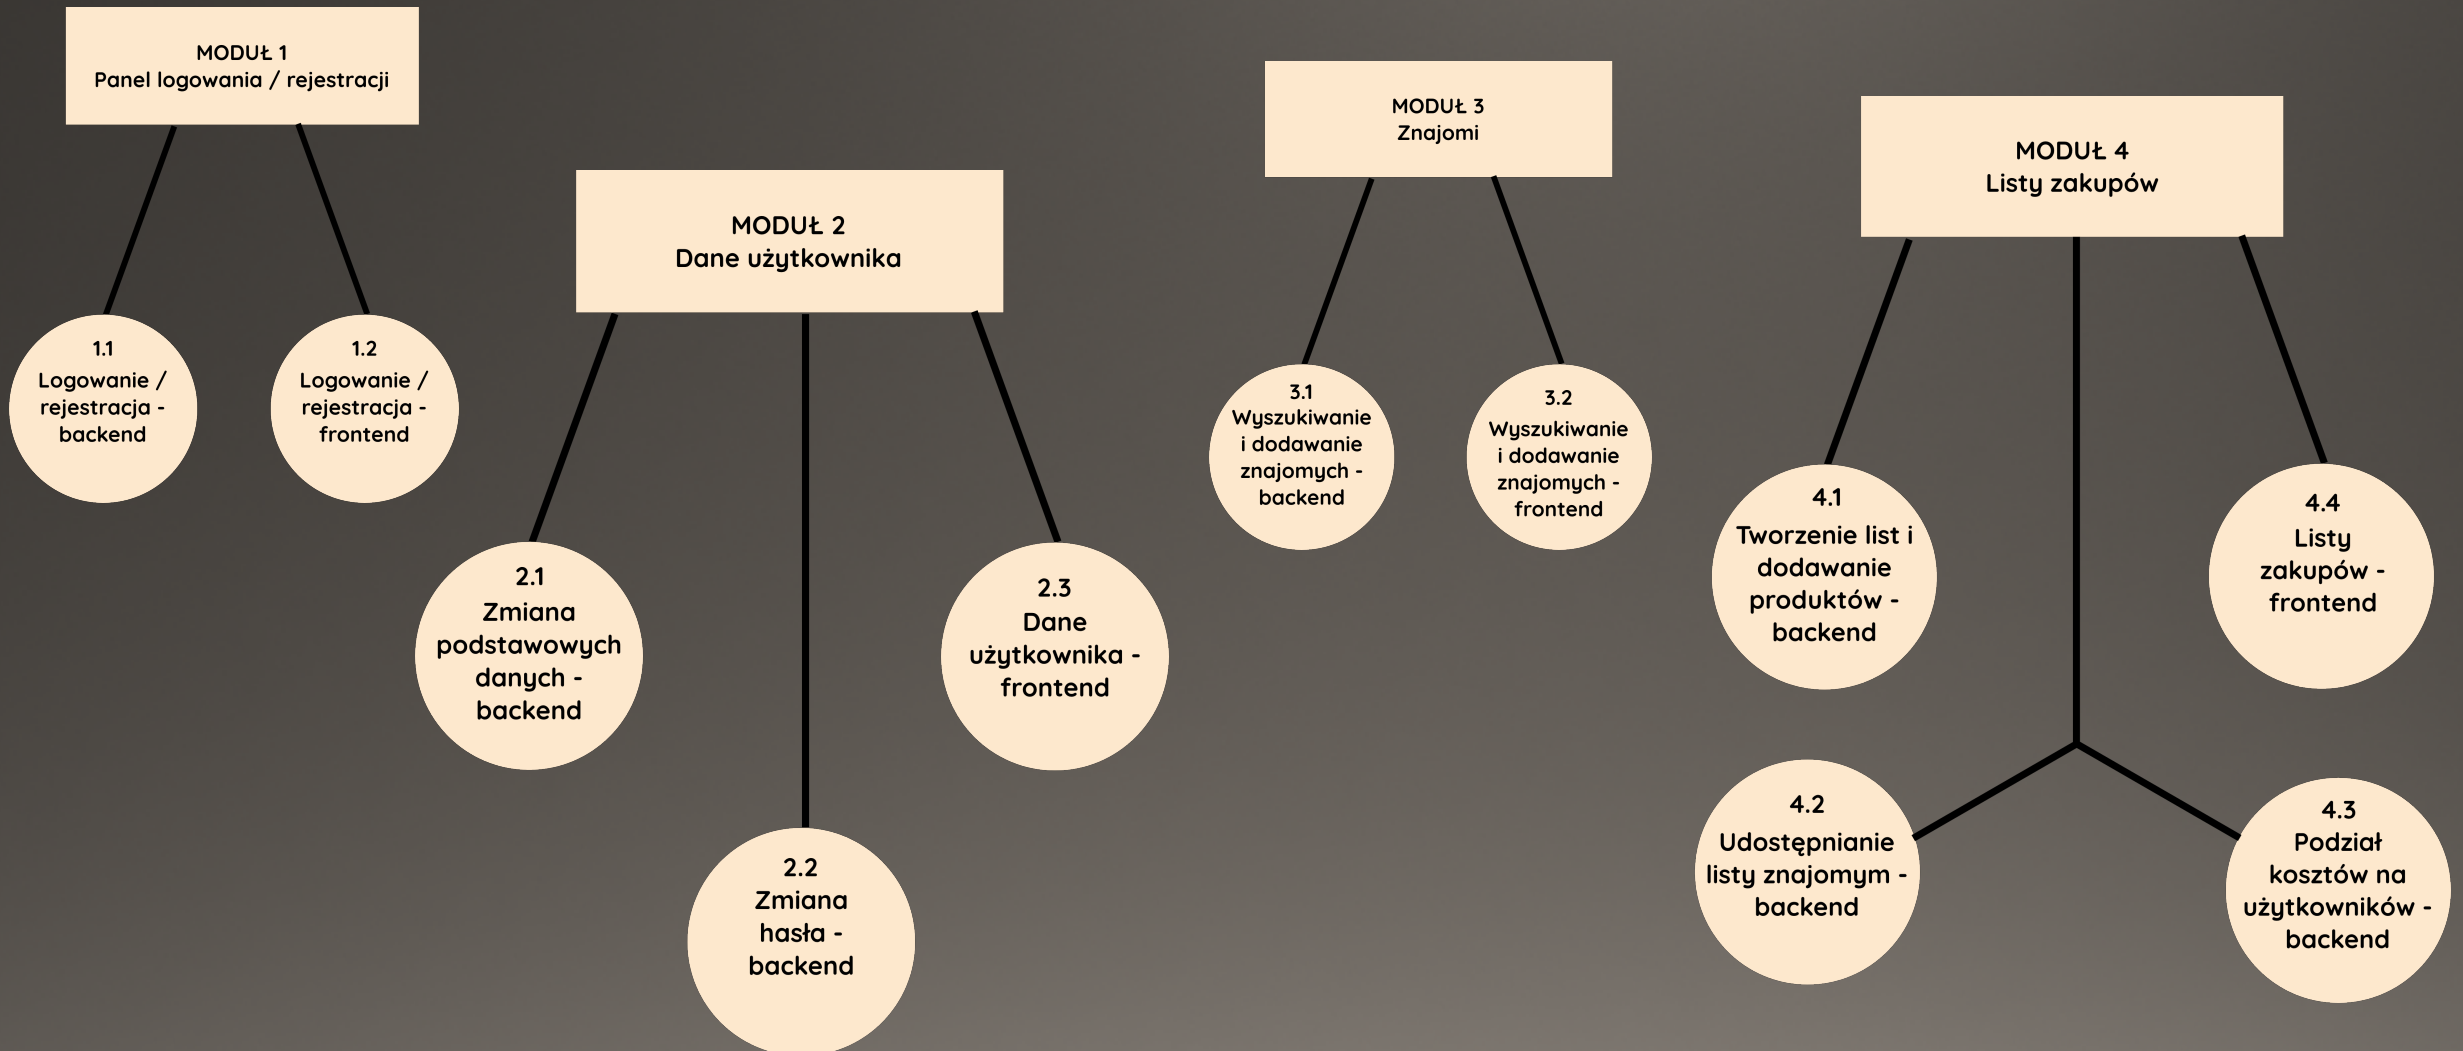 MODUŁ 1
Panel logowania / rejestracji
1.1
Logowanie /
rejestracja -
backend
1.2
Logowanie /
rejestracja -
frontend
MODUŁ 2
Dane użytkownika
2.1
Zmiana
podstawowych
danych -
backend
2.2
Zmiana
hasła -
backend
2.3
Dane
użytkownika -
frontend
MODUŁ 3
Znajomi
3.1
Wyszukiwanie
i dodawanie
znajomych -
backend
3.2
Wyszukiwanie
i dodawanie
znajomych -
frontend
MODUŁ 4
Listy zakupów
4.1
Tworzenie list i
dodawanie
produktów -
backend
4.2
Udostępnianie
listy znajomym -
backend
4.3
Podział
kosztów na
użytkowników -
backend
4.4
Listy
zakupów -
frontend